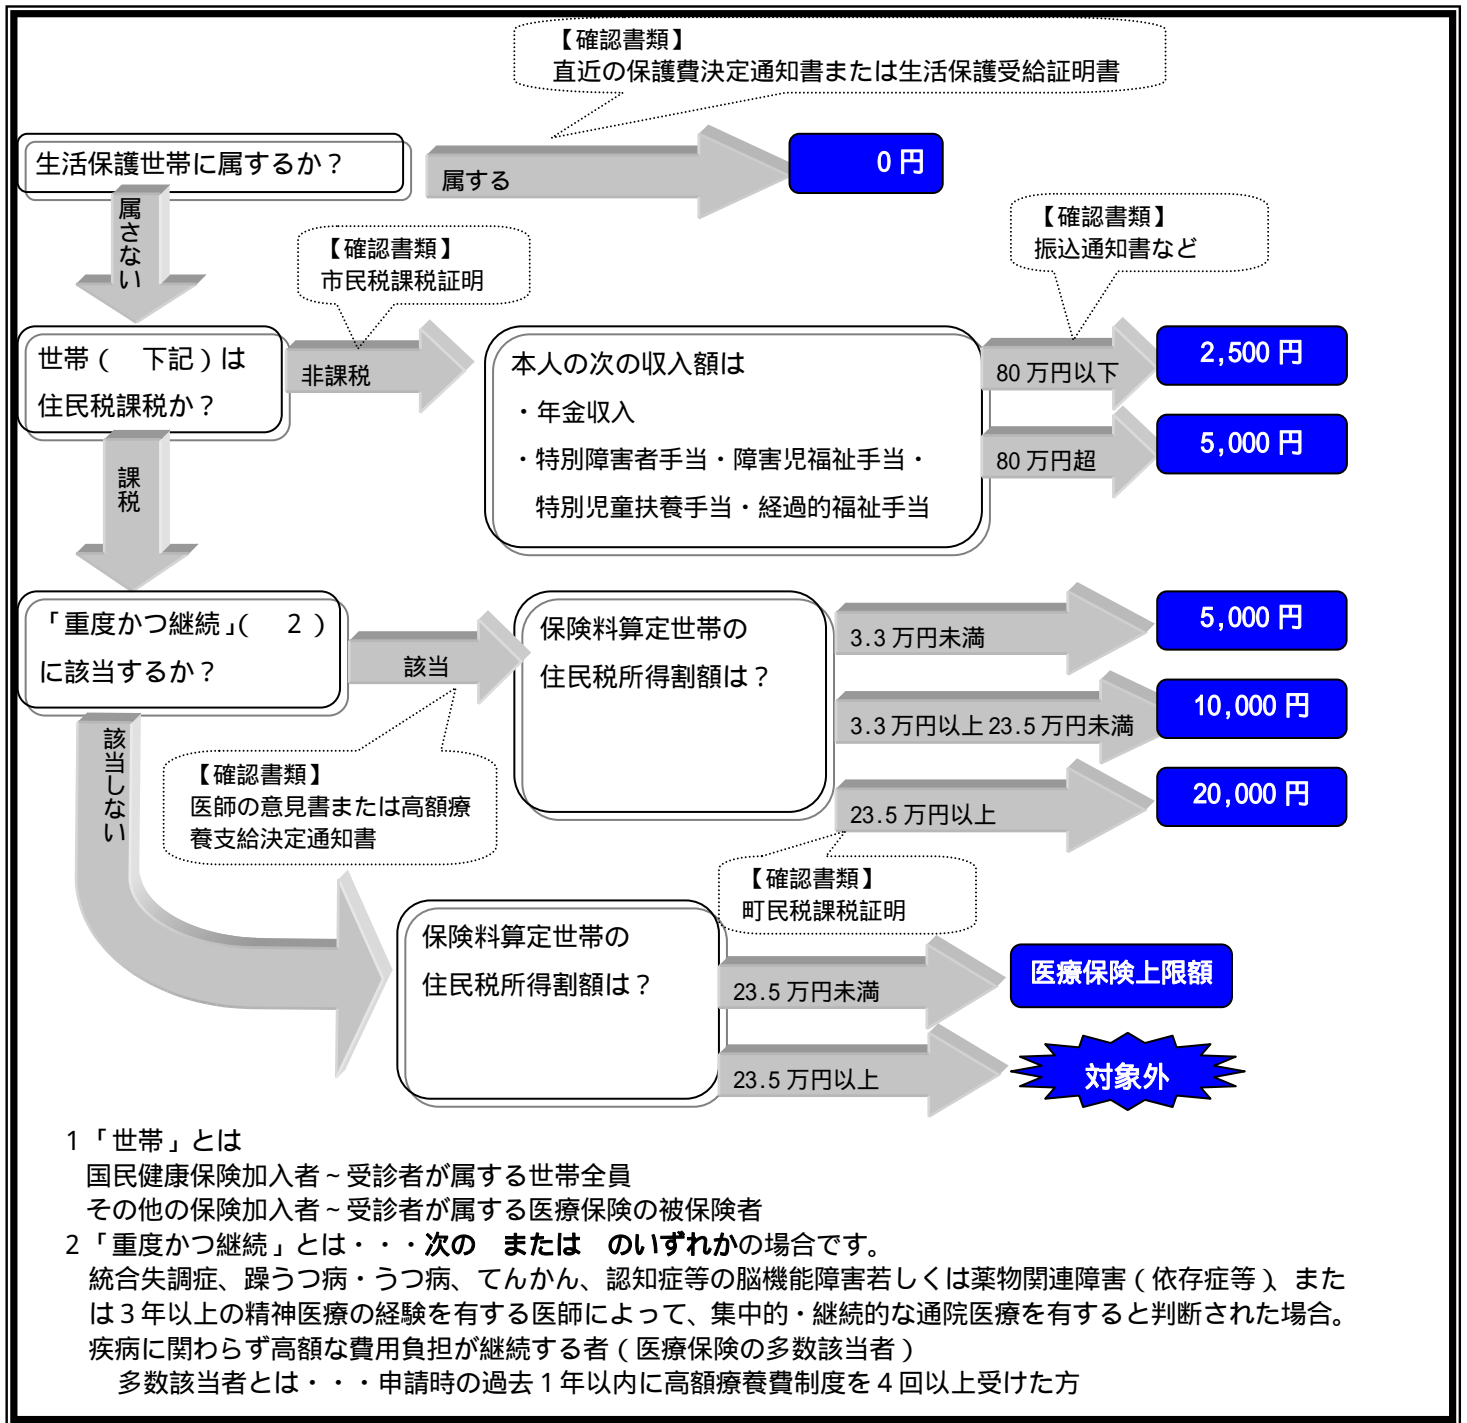 【確認書類】
直近の保護費決定通知書または生活保護受給証明書
生活保護世帯に属するか？
属する
0 円
属さない
【確認書類】
市民税課税証明
【確認書類】
振込通知書など
世帯（　下記）は
住民税課税か？
非課税
本人の次の収入額は
・年金収入
・特別障害者手当・障害児福祉手当・
特別児童扶養手当・経過的福祉手当
80 万円以下
2,500 円
80 万円超
5,000 円
課税
「重度かつ継続」（　2）
に該当するか？
該当
保険料算定世帯の
住民税所得割額は？
3.3 万円未満
5,000 円
3.3 万円以上 23.5 万円未満
10,000 円
23.5 万円以上
20,000 円
該当しない
【確認書類】
医師の意見書または高額療
養支給決定通知書
【確認書類】
町民税課税証明
保険料算定世帯の
住民税所得割額は？
23.5 万円未満
医療保険上限額
23.5 万円以上
対象外
1「世帯」とは
国民健康保険加入者～受診者が属する世帯全員
その他の保険加入者～受診者が属する医療保険の被保険者
2「重度かつ継続」とは・・・次の　または　のいずれかの場合です。
統合失調症、躁うつ病・うつ病、てんかん、認知症等の脳機能障害若しくは薬物関連障害（依存症等）、また
は３年以上の精神医療の経験を有する医師によって、集中的・継続的な通院医療を有すると判断された場合。
疾病に関わらず高額な費用負担が継続する者（医療保険の多数該当者）
多数該当者とは・・・申請時の過去１年以内に高額療養費制度を４回以上受けた方